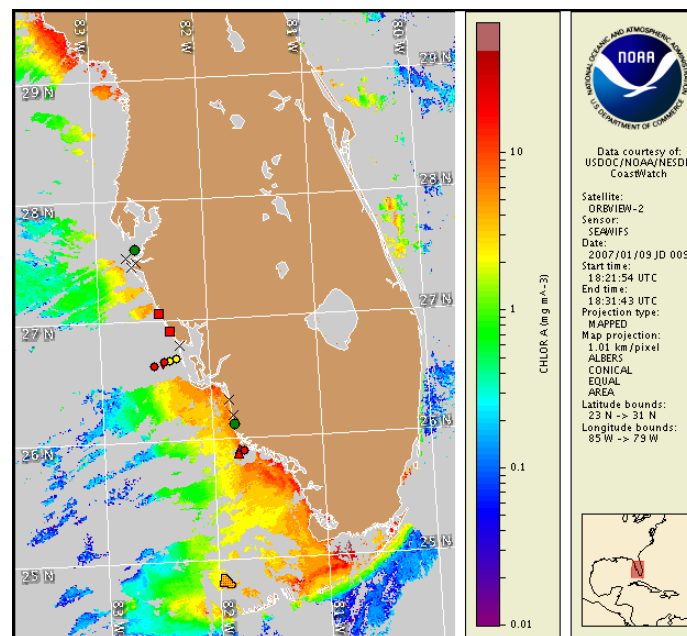 83 W
82 W
81 W
80 W
29 N
29 N
28 N
28 N
27 N
27 N
26 N
26 N
25 N
25 N
83 W
82 W
81 W
10
1
0.1
0.01
CHLOR A (mg m^-3)
NATIONAL OCEANIC AND ATMOSPHERIC ADMINISTRATION
NOAA
U.S. DEPARTMENT OF COMMERCE
Data courtesy of:
USDOC/NOAA/NESDI
CoastWatch
Satellite:
ORBVIEW-2
Sensor:
SEAWIFS
Date:
2007/01/09 JD 009
Start time:
18:21:54 UTC
End time:
18:31:43 UTC
Projection type:
MAPPED
Map projection:
1.01 km/pixel
ALBERS
CONICAL
EQUAL
AREA
Latitude bounds:
23 N -> 31 N
Longitude bounds:
85 W -> 79 W